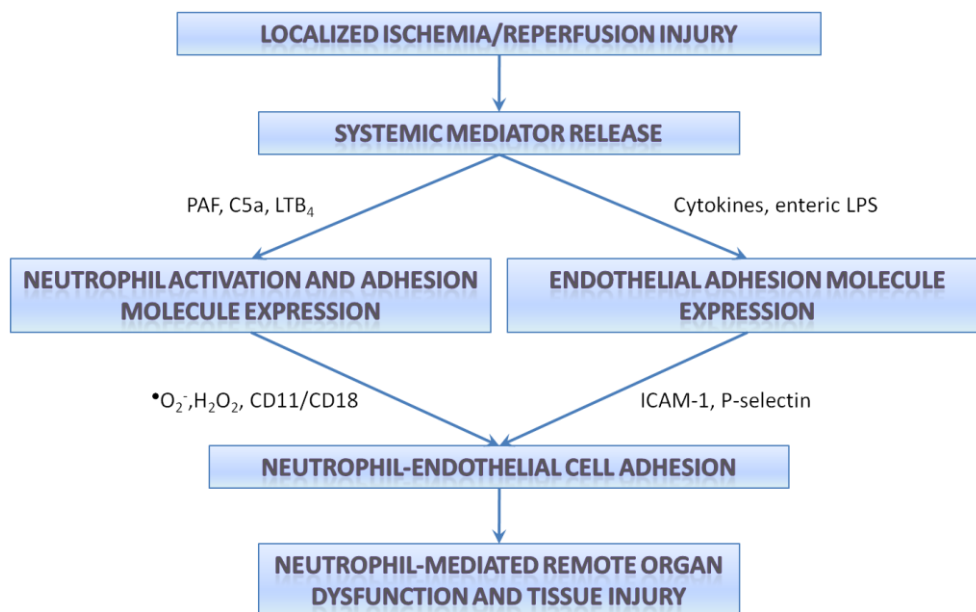 LOCALIZED ISCHEMIA/REPERFUSION INJURY
SYSTEMIC MEDIATOR RELEASE
PAF, C5a, LTB₄
Cytokines, enteric LPS
NEUTROPHIL ACTIVATION AND ADHESION
MOLECULE EXPRESSION
ENDOTHELIAL ADHESION MOLECULE
EXPRESSION
•O₂⁻,H₂O₂, CD11/CD18
ICAM-1, P-selectin
NEUTROPHIL-ENDOTHELIAL CELL ADHESION
NEUTROPHIL-MEDIATED REMOTE ORGAN
DYSFUNCTION AND TISSUE INJURY